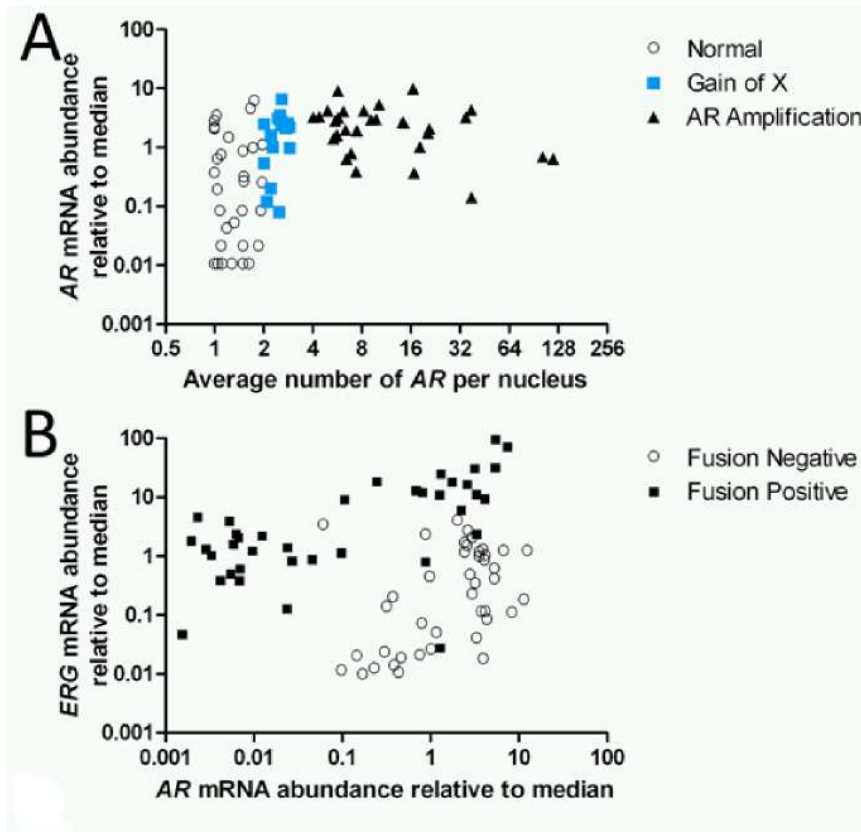 A
AR mRNA abundance
relative to median
100
10
1
0.1
0.01
0.001
0.5 1 2 4 8 16 32 64 128 256
Average number of AR per nucleus
Normal
Gain of X
AR Amplification
B
ERG mRNA abundance
relative to median
100
10
1
0.1
0.01
0.001
0.001 0.01 0.1 1 10 100
AR mRNA abundance relative to median
Fusion Negative
Fusion Positive